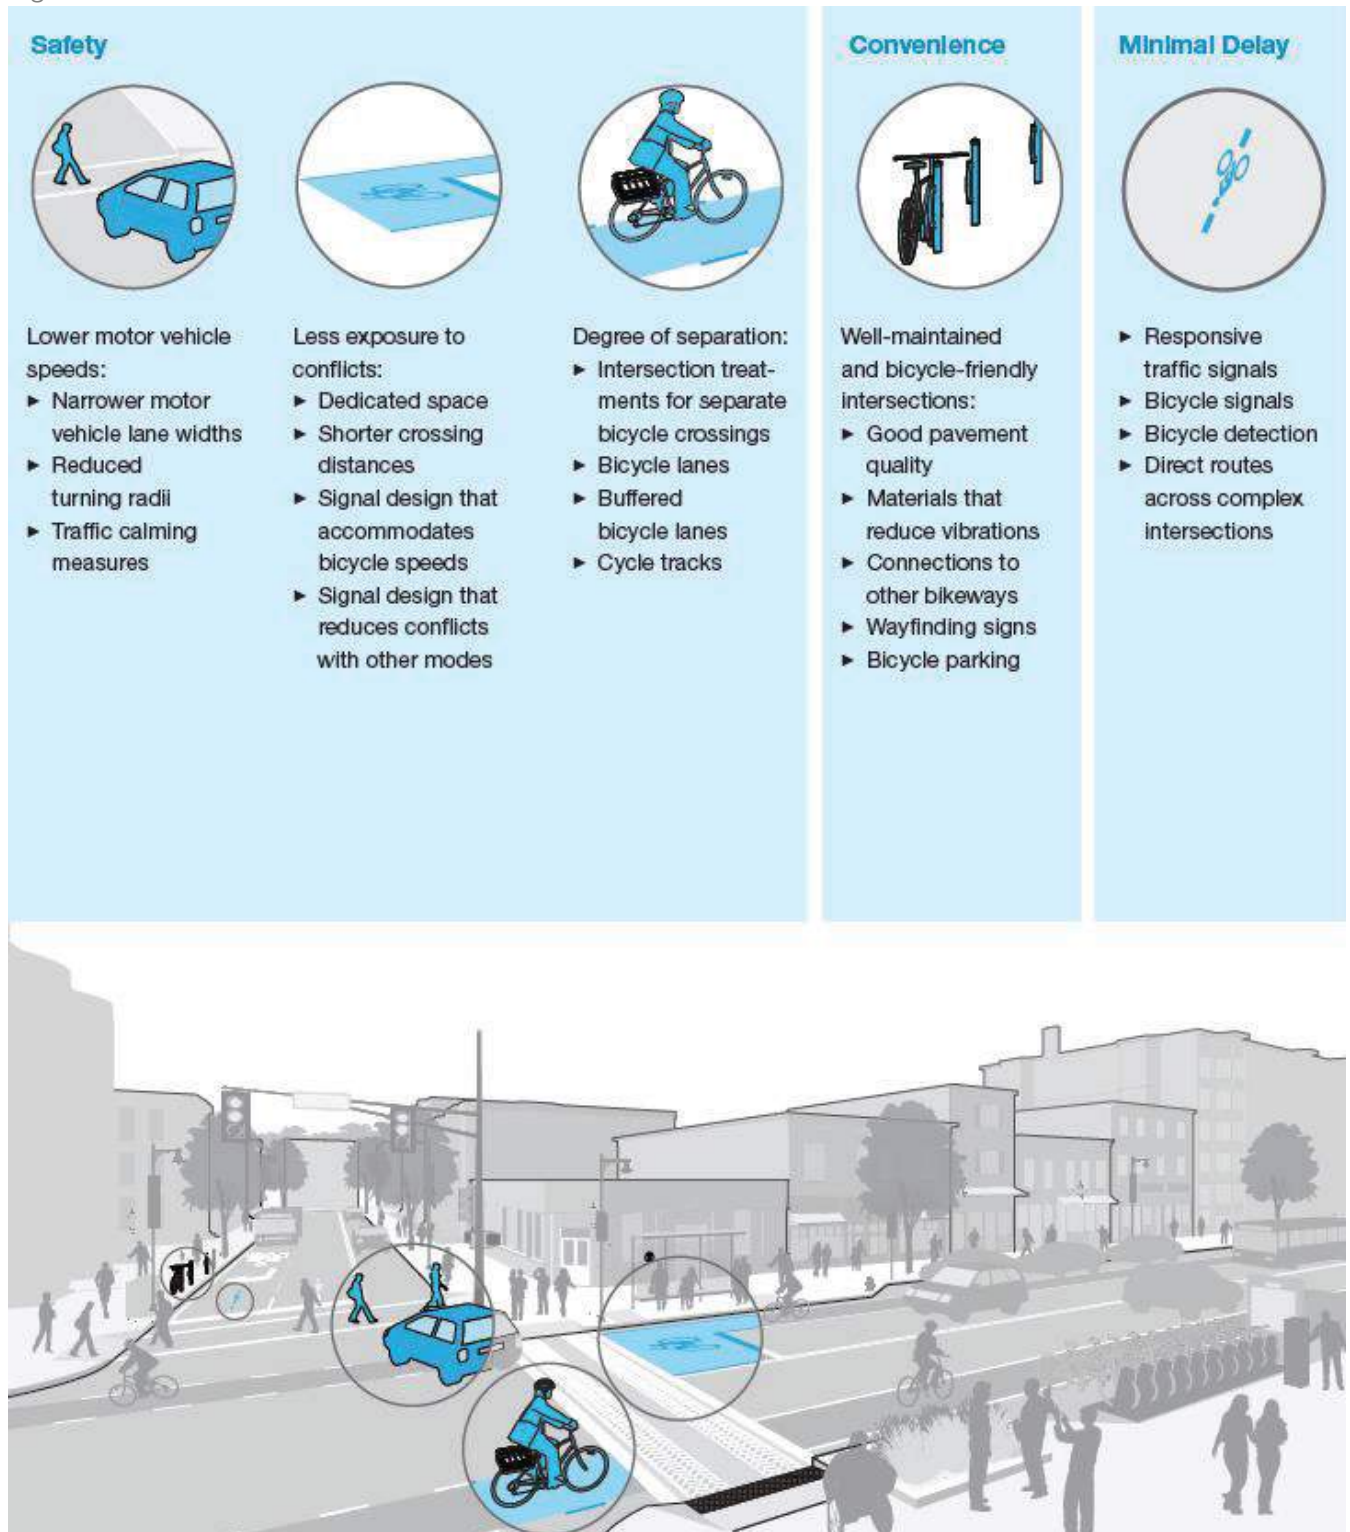 Safety
Lower motor vehicle
speeds:
► Narrower motor
vehicle lane widths
► Reduced
turning radii
► Traffic calming
measures
Less exposure to
conflicts:
► Dedicated space
► Shorter crossing
distances
► Signal design that
accommodates
bicycle speeds
► Signal design that
reduces conflicts
with other modes
Degree of separation:
► Intersection treat-
ments for separate
bicycle crossings
► Bicycle lanes
► Buffered
bicycle lanes
► Cycle tracks
Convenience
Well-maintained
and bicycle-friendly
intersections:
► Good pavement
quality
► Materials that
reduce vibrations
► Connections to
other bikeways
► Wayfinding signs
► Bicycle parking
Minimal Delay
► Responsive
traffic signals
► Bicycle signals
► Bicycle detection
► Direct routes
across complex
intersections